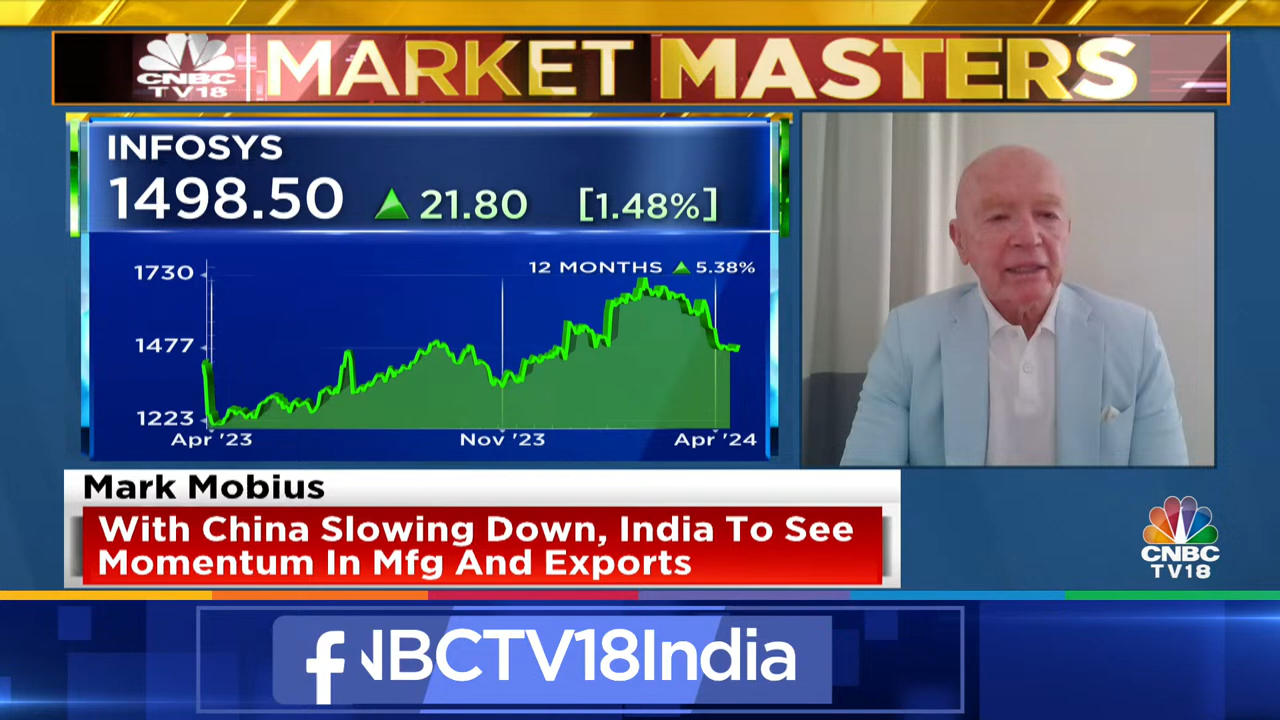 CNBC
TV18
MARKET MASTERS
INFOSYS
1498.50 ▲ 21.80 [1.48%]
12 MONTHS ▲ 5.38%
1730
1477
1223
Apr '23 Nov '23 Apr '24
Mark Mobius
With China Slowing Down, India To See
Momentum In Mfg And Exports
CNBC
TV18
NBCTV18India